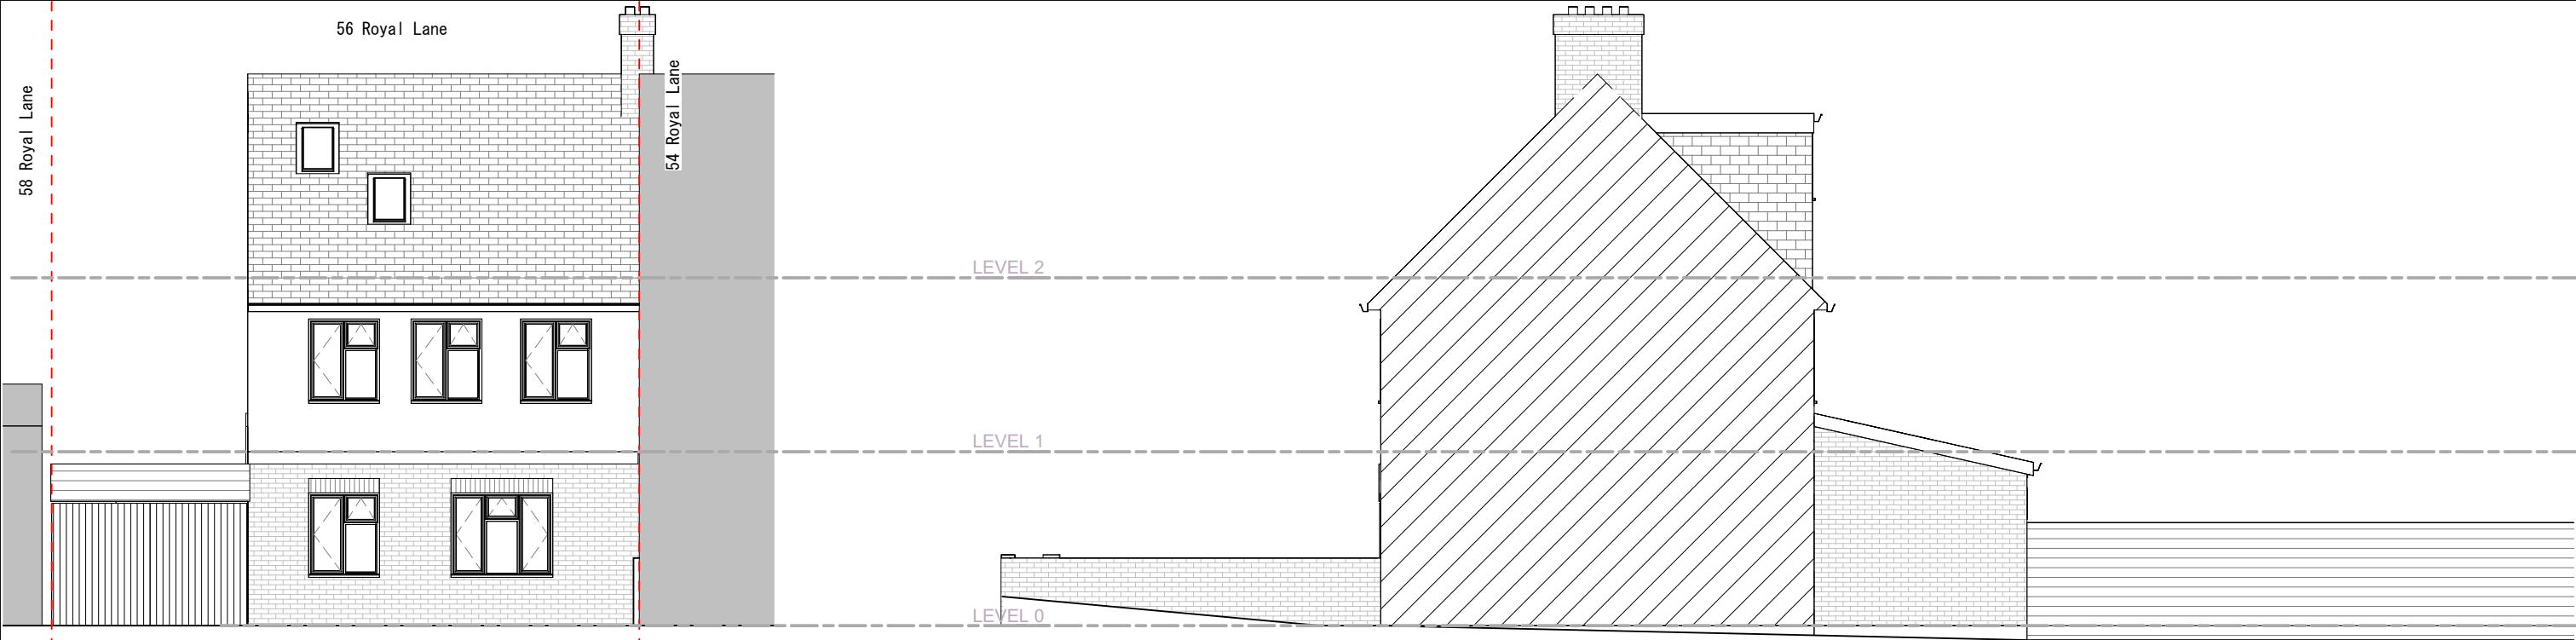 56 Royal Lane
58 Royal Lane
54 Royal Lane
LEVEL 2
LEVEL 1
LEVEL 0